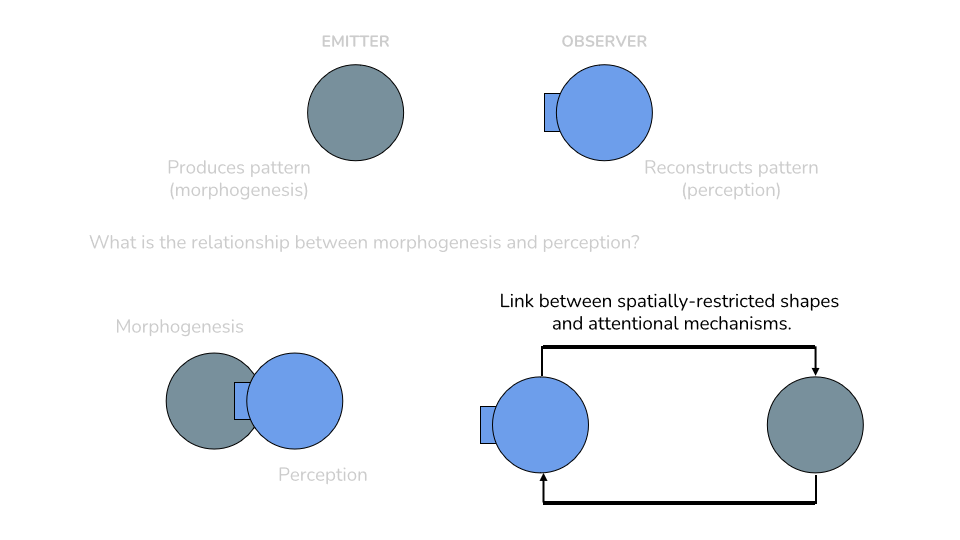 EMITTER
OBSERVER
Produces pattern
(morphogenesis)
Reconstructs pattern
(perception)
What is the relationship between morphogenesis and perception?
Link between spatially-restricted shapes
and attentional mechanisms.
Morphogenesis
Perception